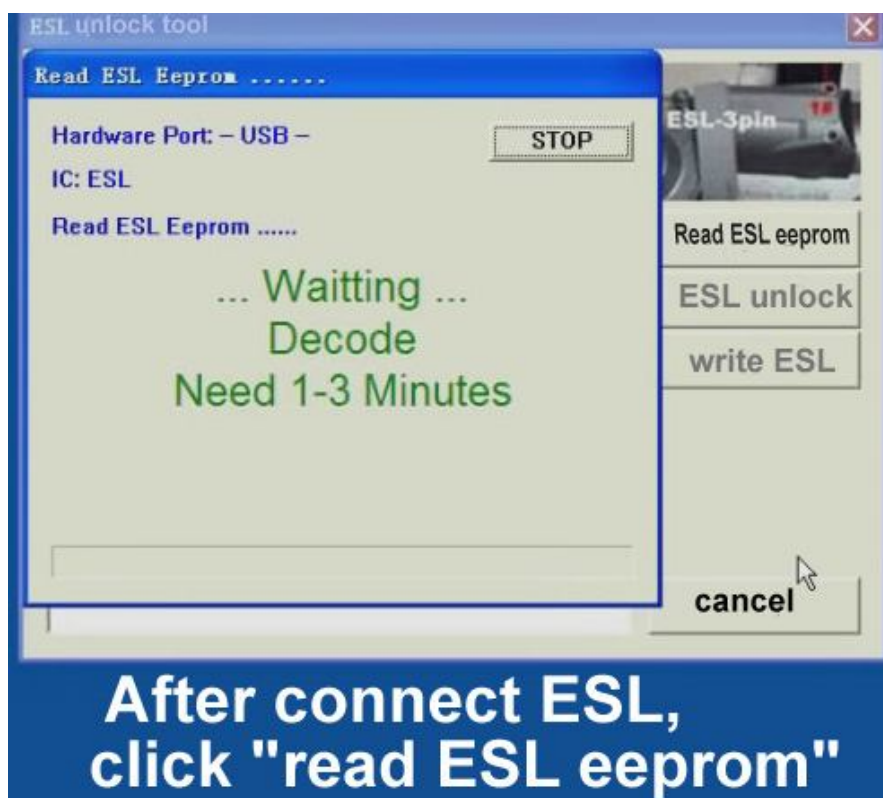 ESL unlock tool
Read ESL Eeprom ......
Hardware Port: – USB –
STOP
IC: ESL
Read ESL Eeprom ......
... Waitting ...
Decode
Need 1-3 Minutes
ESL-3pin
1#
Read ESL eeprom
ESL unlock
write ESL
cancel
After connect ESL,
click "read ESL eeprom"